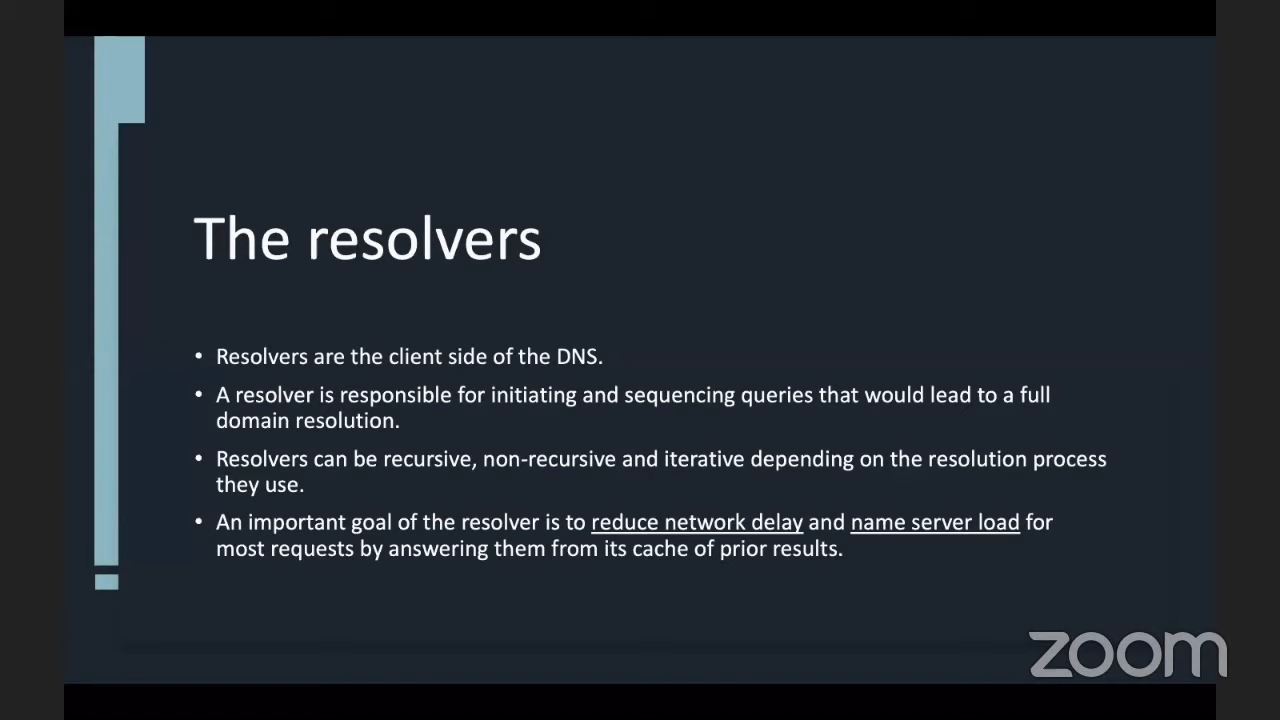 The resolvers
• Resolvers are the client side of the DNS.
• A resolver is responsible for initiating and sequencing queries that would lead to a full
domain resolution.
• Resolvers can be recursive, non-recursive and iterative depending on the resolution process
they use.
• An important goal of the resolver is to reduce network delay and name server load for
most requests by answering them from its cache of prior results.
zoom